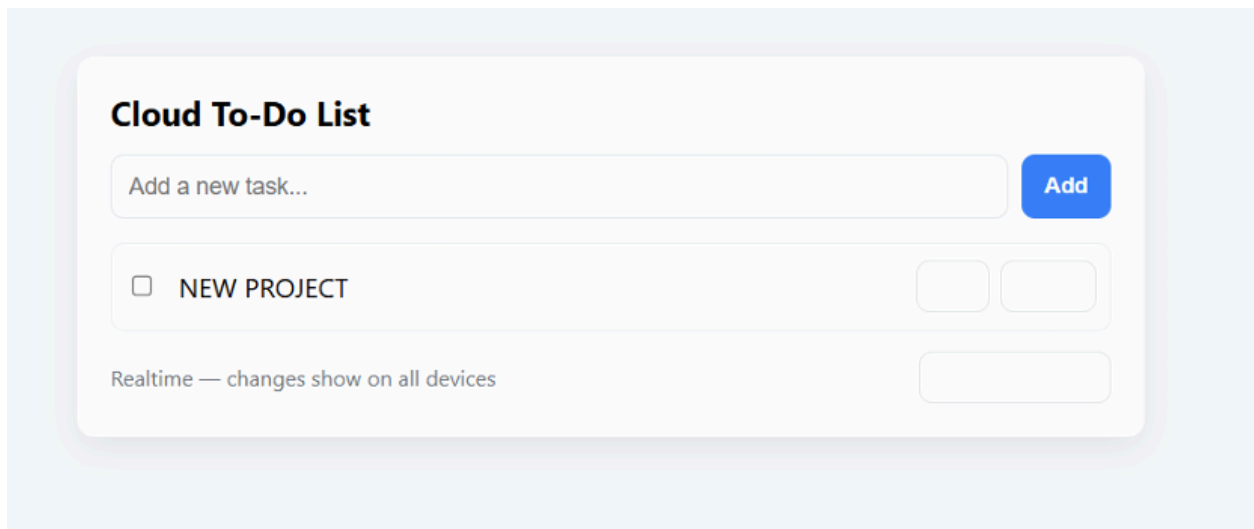 Cloud To-Do List
Add a new task...
Add
NEW PROJECT
Realtime — changes show on all devices